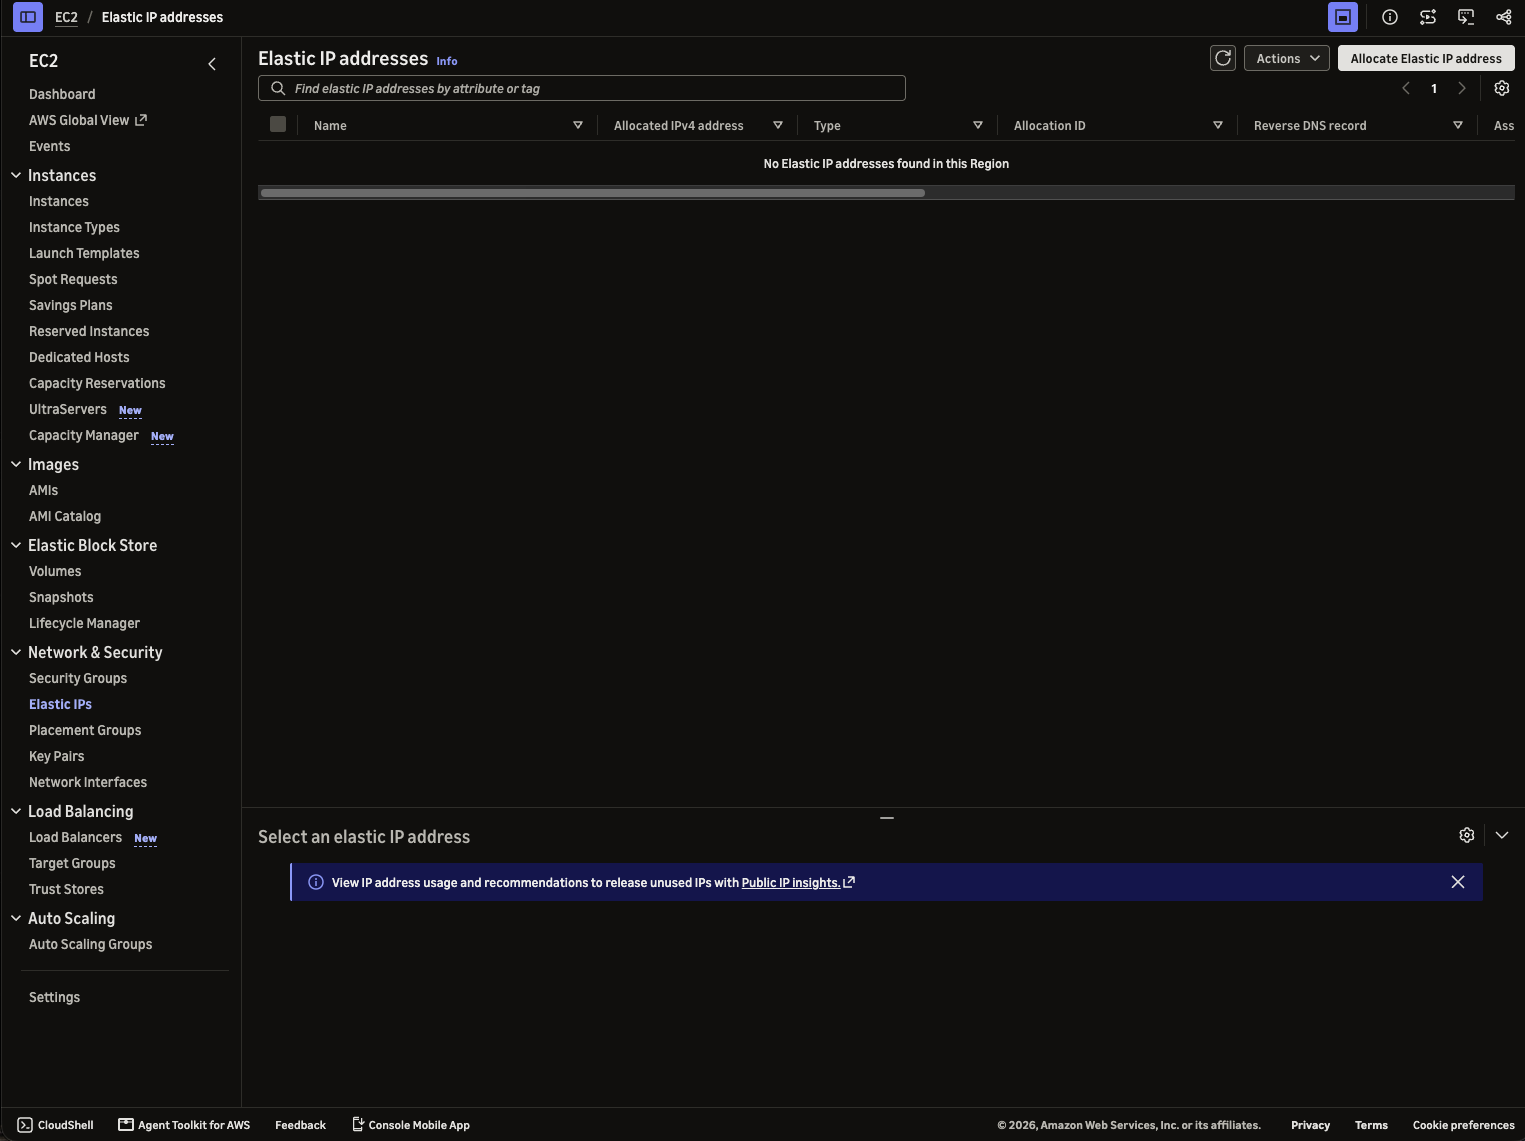 EC2 / Elastic IP addresses
EC2
Dashboard
AWS Global View
Events
Instances
Instances
Instance Types
Launch Templates
Spot Requests
Savings Plans
Reserved Instances
Dedicated Hosts
Capacity Reservations
UltraServers New
Capacity Manager New
Images
AMIs
AMI Catalog
Elastic Block Store
Volumes
Snapshots
Lifecycle Manager
Network & Security
Security Groups
Elastic IPs
Placement Groups
Key Pairs
Network Interfaces
Load Balancing
Load Balancers New
Target Groups
Trust Stores
Auto Scaling
Auto Scaling Groups
Settings
Elastic IP addresses Info
Actions
Allocate Elastic IP address
Find elastic IP addresses by attribute or tag
1
Name Allocated IPv4 address Type Allocation ID Reverse DNS record Ass
No Elastic IP addresses found in this Region
Select an elastic IP address
View IP address usage and recommendations to release unused IPs with Public IP insights.
CloudShell Agent Toolkit for AWS Feedback Console Mobile App © 2026, Amazon Web Services, Inc. or its affiliates. Privacy Terms Cookie preferences